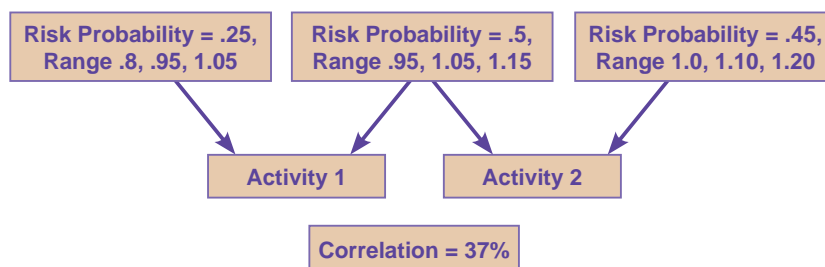 Risk Probability = .25,
Range .8, .95, 1.05
Risk Probability = .5,
Range .95, 1.05, 1.15
Risk Probability = .45,
Range 1.0, 1.10, 1.20
Activity 1
Activity 2
Correlation = 37%